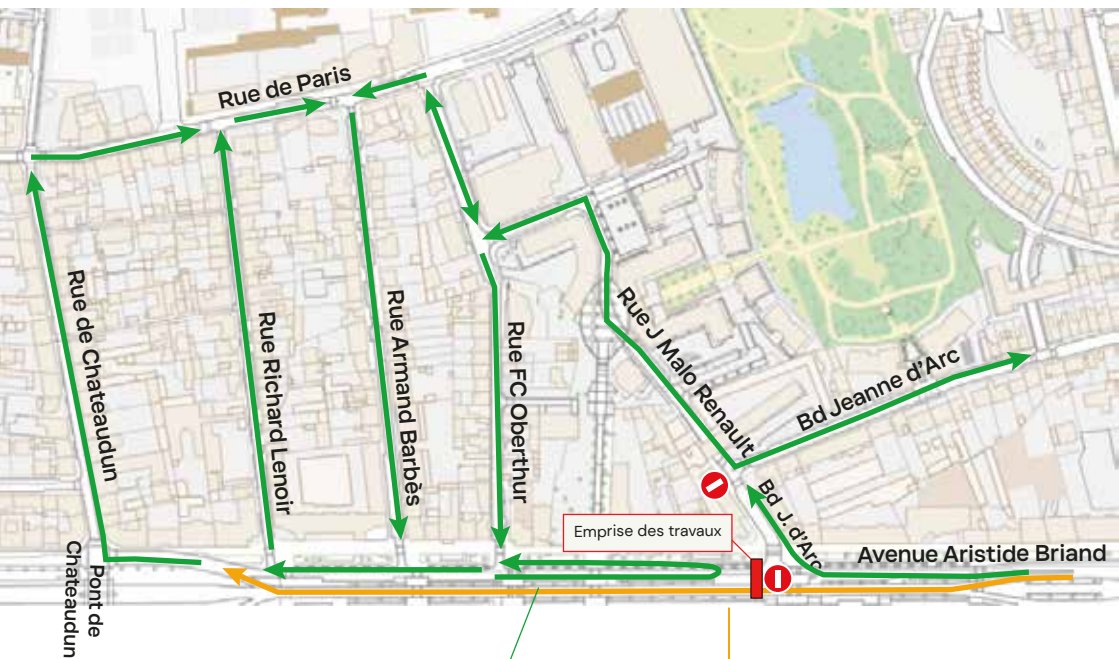 Rue de Paris
Rue de Chateaudun
Rue Richard Lenoir
Rue Armand Barbès
Rue FC Oberthur
Rue J Malo Renault
Bd Jeanne d'Arc
Bd J. d'Arc
Emprise des travaux
Avenue Aristide Briand
Pont de
Chateaudun